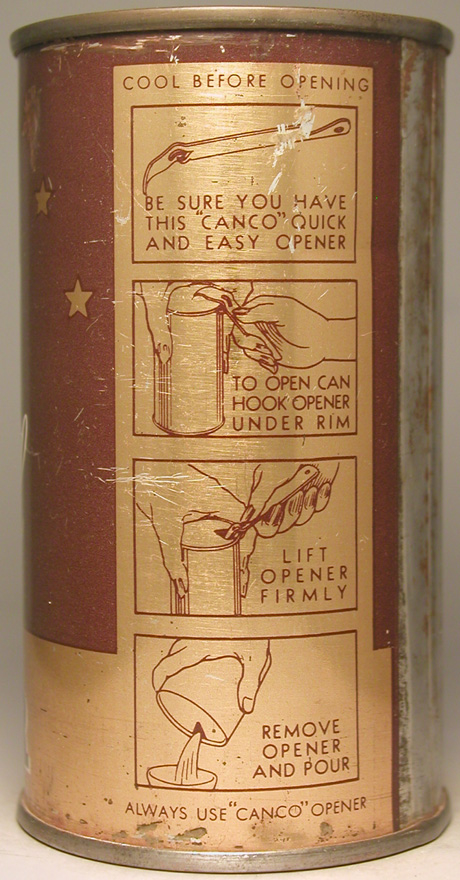 COOL BEFORE OPENING
BE SURE YOU HAVE
THIS "CANCO" QUICK
AND EASY OPENER
TO OPEN CAN
HOOK OPENER
UNDER RIM
LIFT
OPENER
FIRMLY
REMOVE
OPENER
AND POUR
ALWAYS USE "CANCO" OPENER